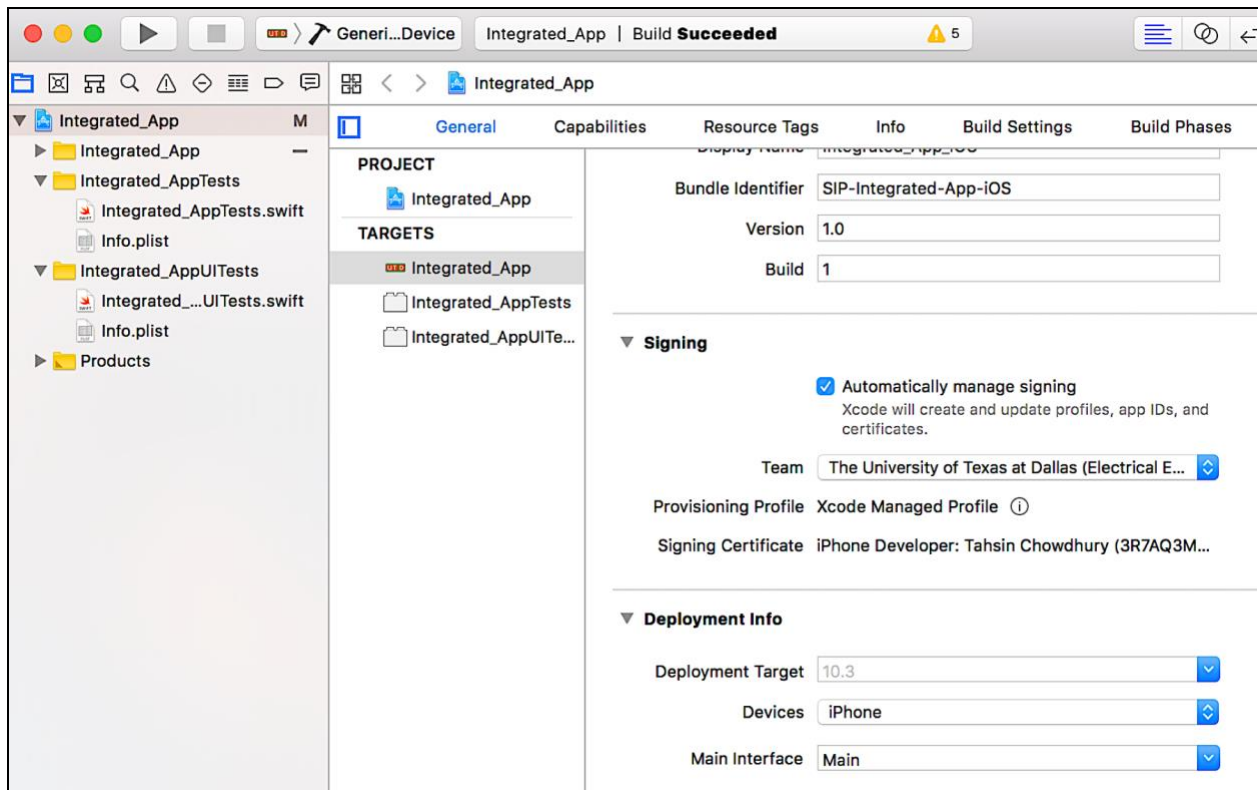 Generi...Device
Integrated_App | Build Succeeded
5
Integrated_App
Integrated_App M
Integrated_App
Integrated_AppTests
Integrated_AppTests.swift
Info.plist
Integrated_AppUITests
Integrated_...UITests.swift
Info.plist
Products
General Capabilities Resource Tags Info Build Settings Build Phases
PROJECT
Integrated_App
TARGETS
Integrated_App
Integrated_AppTests
Integrated_AppUITe...
Display Name Integrated_App_iOS
Bundle Identifier SIP-Integrated-App-iOS
Version 1.0
Build 1
Signing
Automatically manage signing
Xcode will create and update profiles, app IDs, and
certificates.
Team The University of Texas at Dallas (Electrical E...
Provisioning Profile Xcode Managed Profile
Signing Certificate iPhone Developer: Tahsin Chowdhury (3R7AQ3M...
Deployment Info
Deployment Target 10.3
Devices iPhone
Main Interface Main